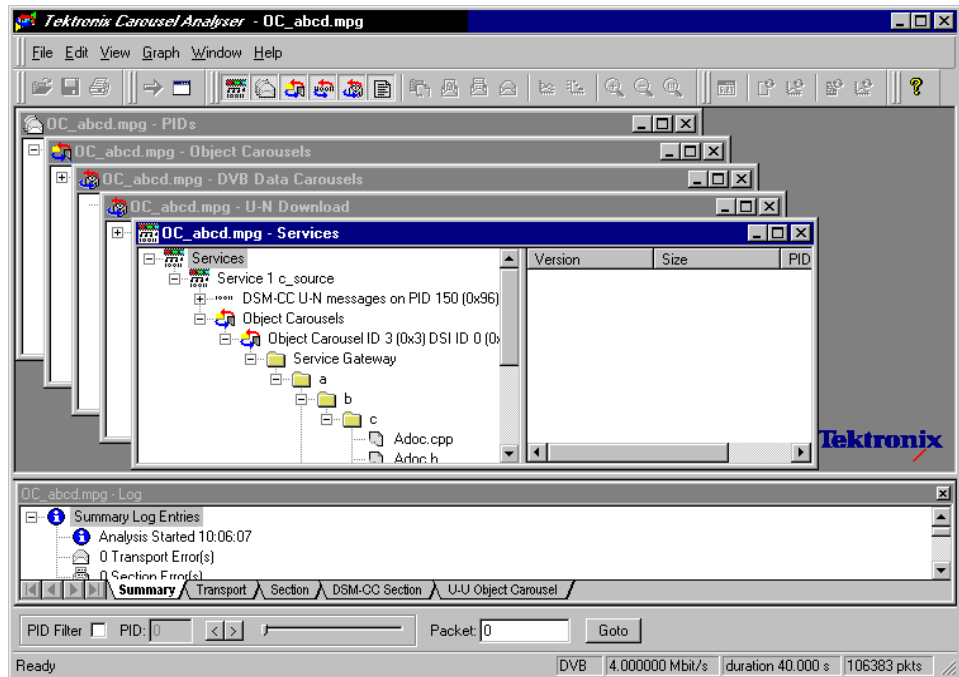 Tektronix Carousel Analyser - OC_abcd.mpg
File Edit View Graph Window Help
OC_abcd.mpg - PIDs
OC_abcd.mpg - Object Carousels
OC_abcd.mpg - DVB Data Carousels
OC_abcd.mpg - U-N Download
OC_abcd.mpg - Services
Services
Version Size PID
Service 1 c_source
DSM-CC U-N messages on PID 150 (0x96)
Object Carousels
Object Carousel ID 3 (0x3) DSI ID 0 (0x
Service Gateway
a
b
c
Adoc.cpp
Adoc.h
Tektronix
OC_abcd.mpg - Log
Summary Log Entries
Analysis Started 10:06:07
0 Transport Error(s)
0 Section Error(s)
Summary Transport Section DSM-CC Section U-U Object Carousel
PID Filter PID: 0 < > Packet: 0 Goto
Ready DVB 4.000000 Mbit/s duration 40.000 s 106383 pkts